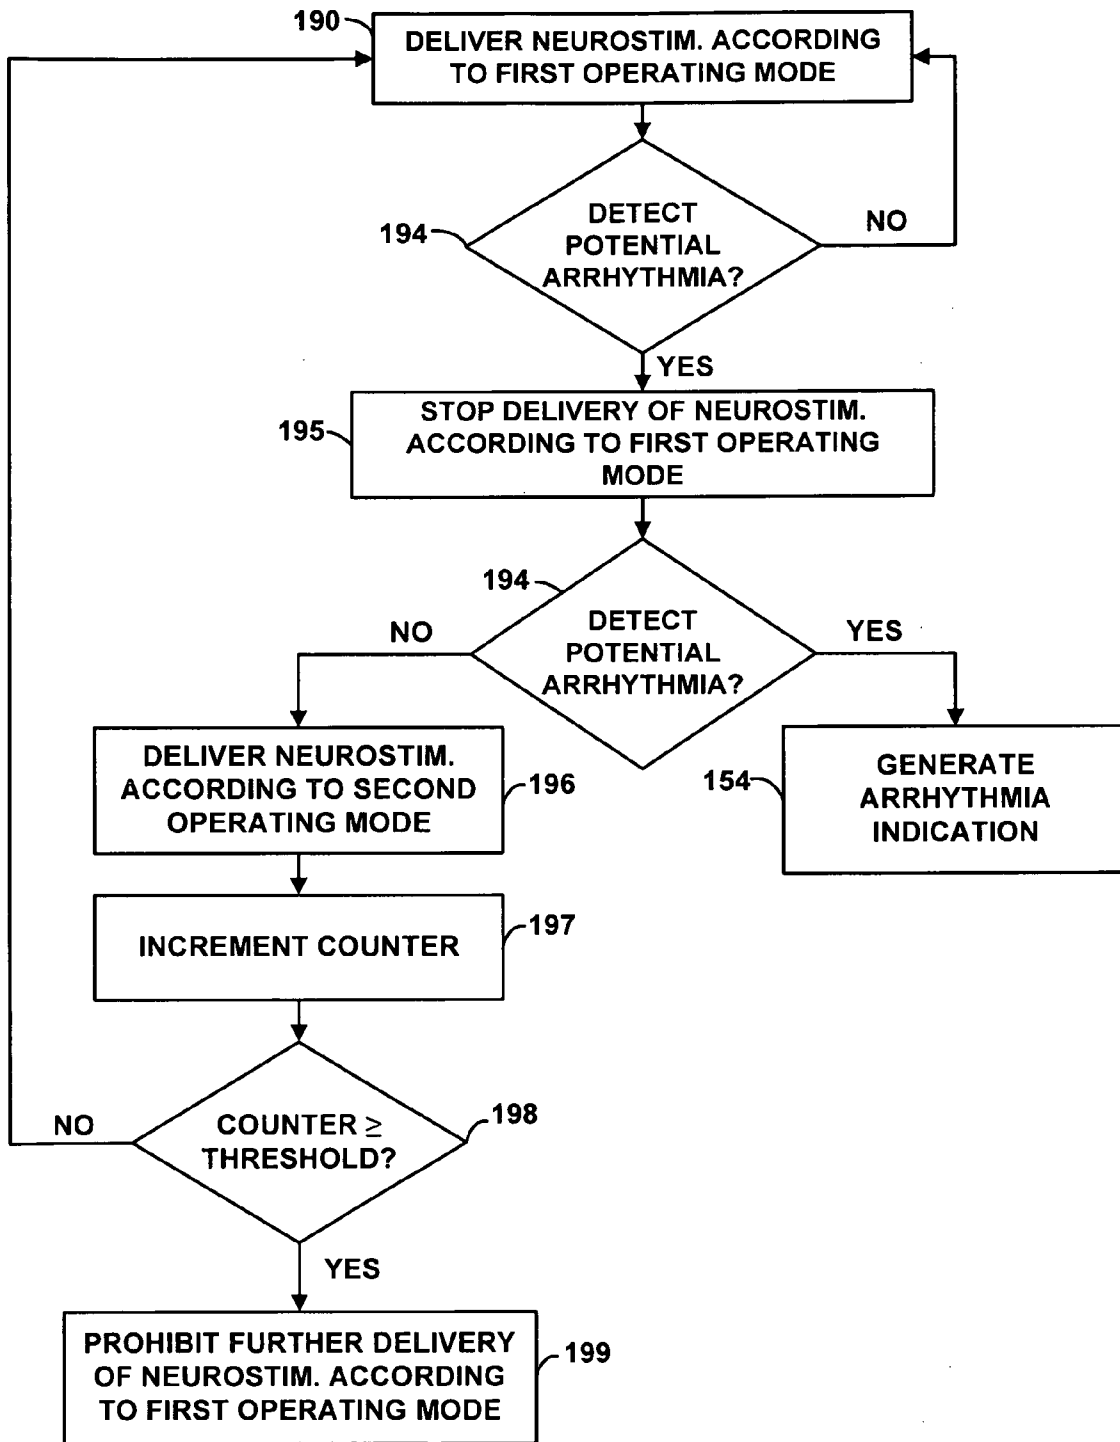 190
DELIVER NEUROSTIM. ACCORDING
TO FIRST OPERATING MODE
194
DETECT
POTENTIAL
ARRHYTHMIA?
NO
YES
195
STOP DELIVERY OF NEUROSTIM.
ACCORDING TO FIRST OPERATING
MODE
194
DETECT
POTENTIAL
ARRHYTHMIA?
NO
YES
DELIVER NEUROSTIM.
ACCORDING TO SECOND
OPERATING MODE
196
154
GENERATE
ARRHYTHMIA
INDICATION
INCREMENT COUNTER
197
COUNTER ≥
THRESHOLD?
198
NO
YES
PROHIBIT FURTHER DELIVERY
OF NEUROSTIM. ACCORDING
TO FIRST OPERATING MODE
199